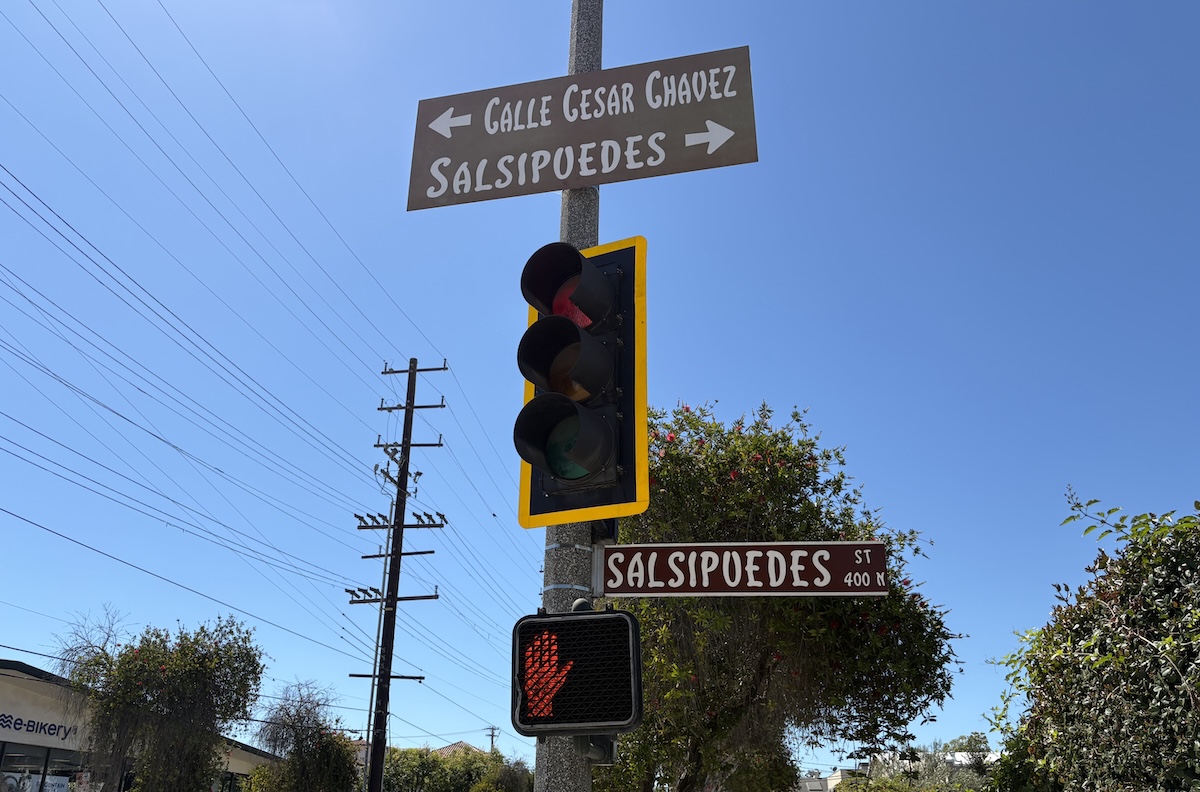 CALLE CESAR CHAVEZ
SALSIPUEDES
SALSIPUEDES ST
400 N
e·BIKERY